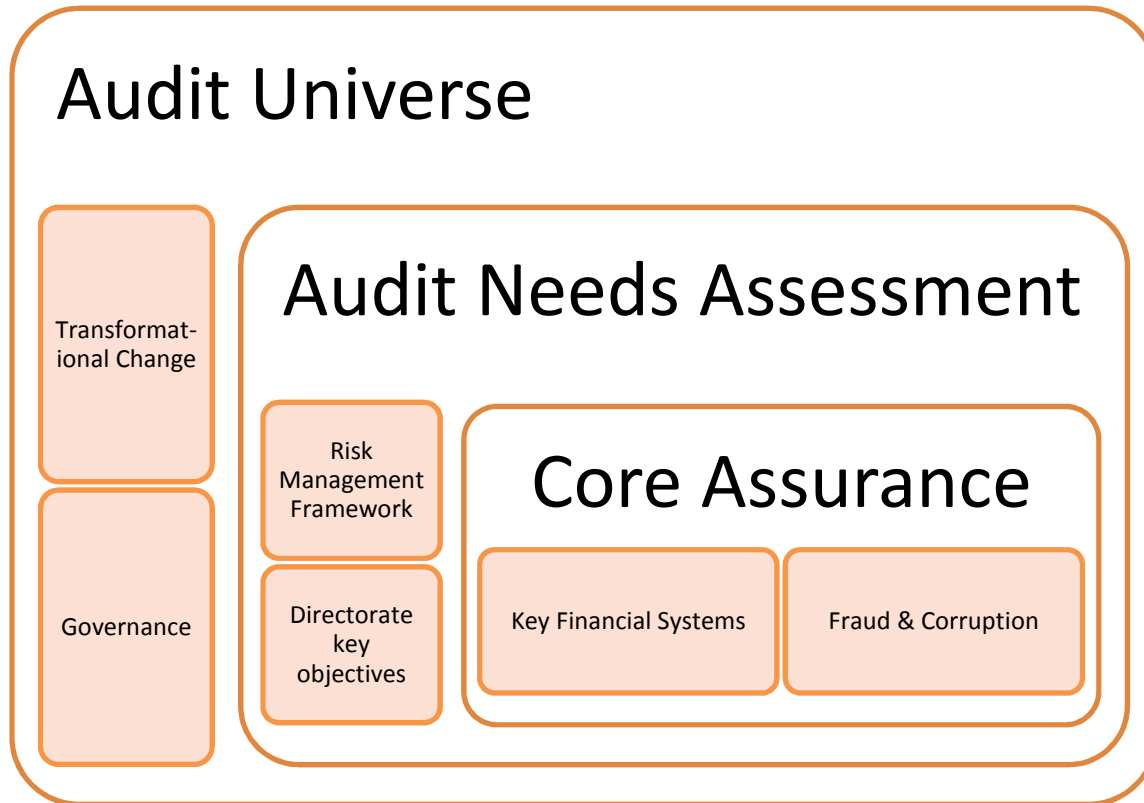 Audit Universe
Transformat-
ional Change
Governance
Audit Needs Assessment
Risk
Management
Framework
Directorate
key
objectives
Core Assurance
Key Financial Systems
Fraud & Corruption